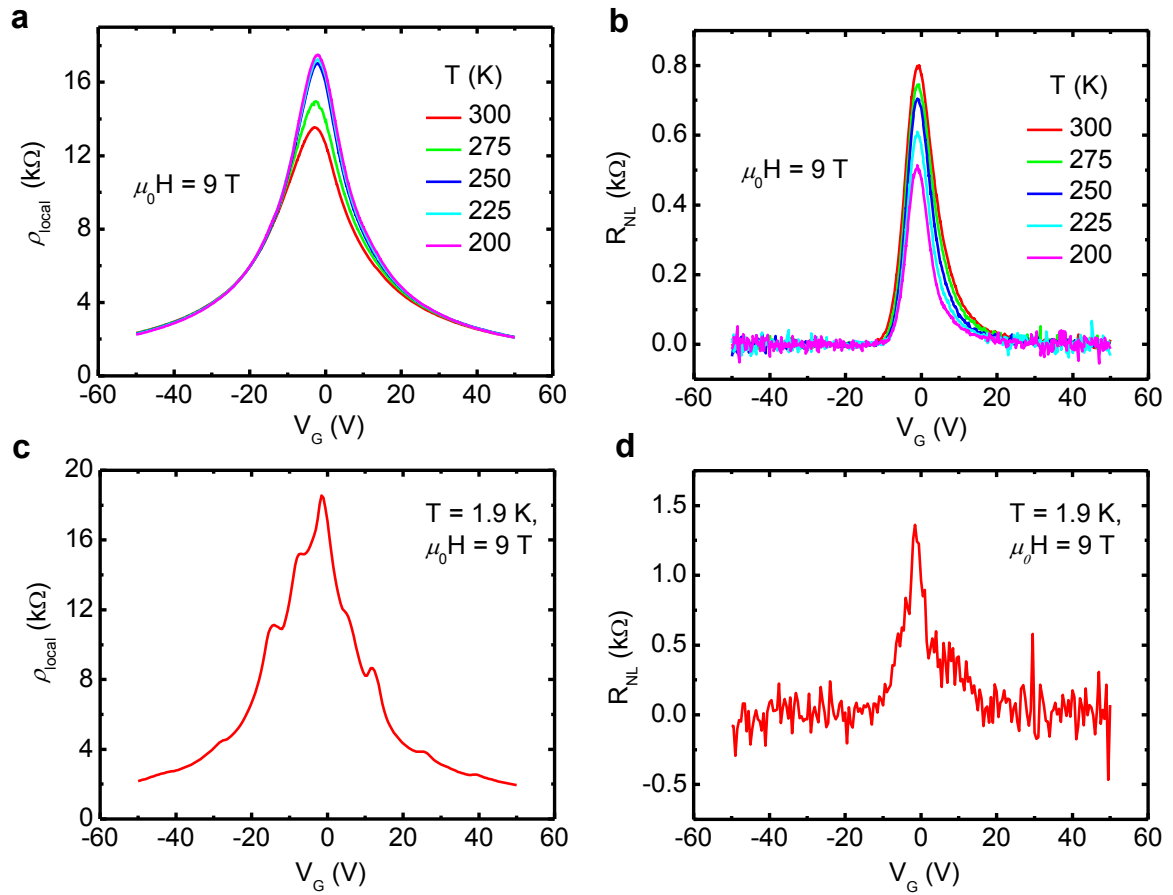 a
ρlocal (kΩ)
16
12
8
4
0
-60 -40 -20 0 20 40 60
VG (V)
μ0H = 9 T
T (K)
300
275
250
225
200
b
RNL (kΩ)
0.8
0.6
0.4
0.2
0.0
-60 -40 -20 0 20 40 60
VG (V)
μ0H = 9 T
T (K)
300
275
250
225
200
c
ρlocal (kΩ)
20
16
12
8
4
0
-60 -40 -20 0 20 40 60
VG (V)
T = 1.9 K,
μ0H = 9 T
d
RNL (kΩ)
1.5
1.0
0.5
0.0
-0.5
-60 -40 -20 0 20 40 60
VG (V)
T = 1.9 K,
μ0H = 9 T